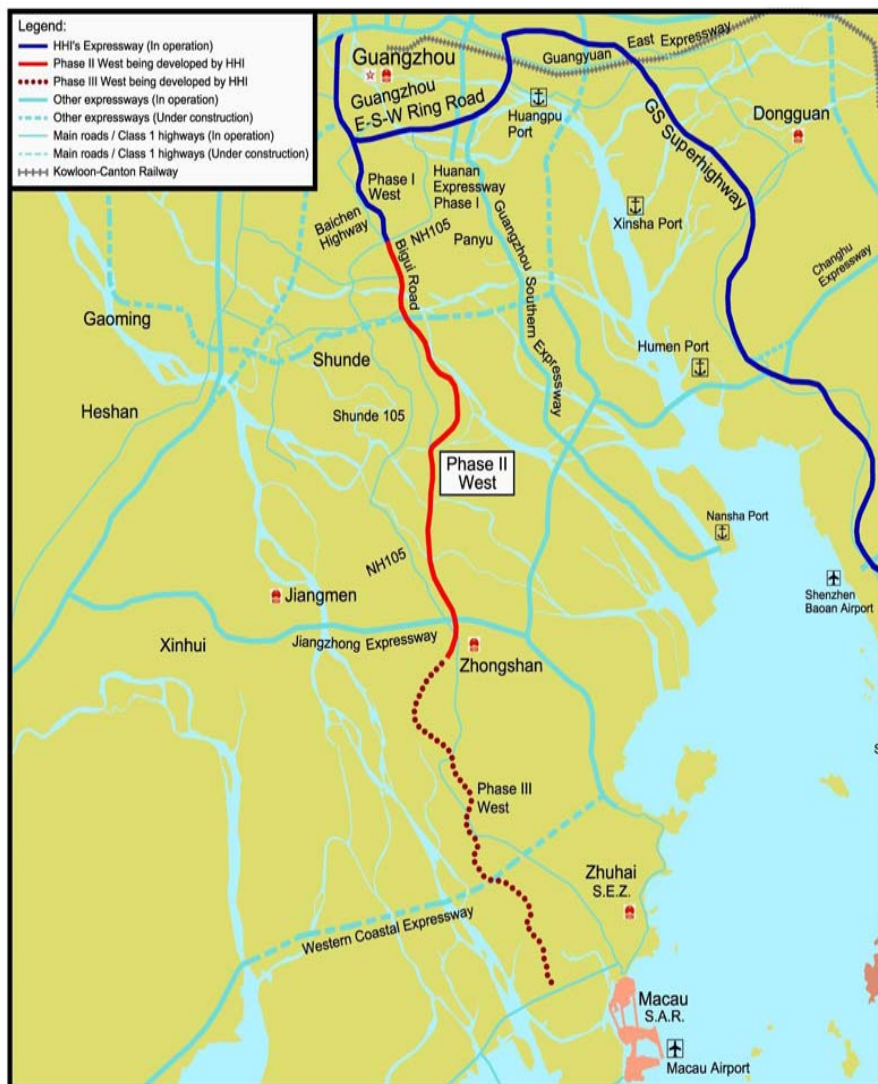 Legend:
HHI's Expressway (In operation)
Phase II West being developed by HHI
Phase III West being developed by HHI
Other expressways (In operation)
Other expressways (Under construction)
Main roads / Class 1 highways (In operation)
Main roads / Class 1 highways (Under construction)
Kowloon-Canton Railway
East Expressway
Guangyuan
Guangzhou
Guangzhou
E-S-W Ring Road
Huangpu
Port
GS Superhighway
Dongguan
Phase I
West
Huanan
Expressway
Phase I
Xinsha Port
Baichen
Highway
NH105
Panyu
Bigui Road
Guangzhou Southern Expressway
Changhu
Expressway
Gaoming
Shunde
Humen Port
Heshan
Shunde 105
Phase II
West
Nansha Port
NH105
Jiangmen
Shenzhen
Baoan Airport
Xinhui
Jiangzhong Expressway
Zhongshan
S
Phase III
West
Zhuhai
S.E.Z.
Western Coastal Expressway
Macau
S.A.R.
Macau Airport